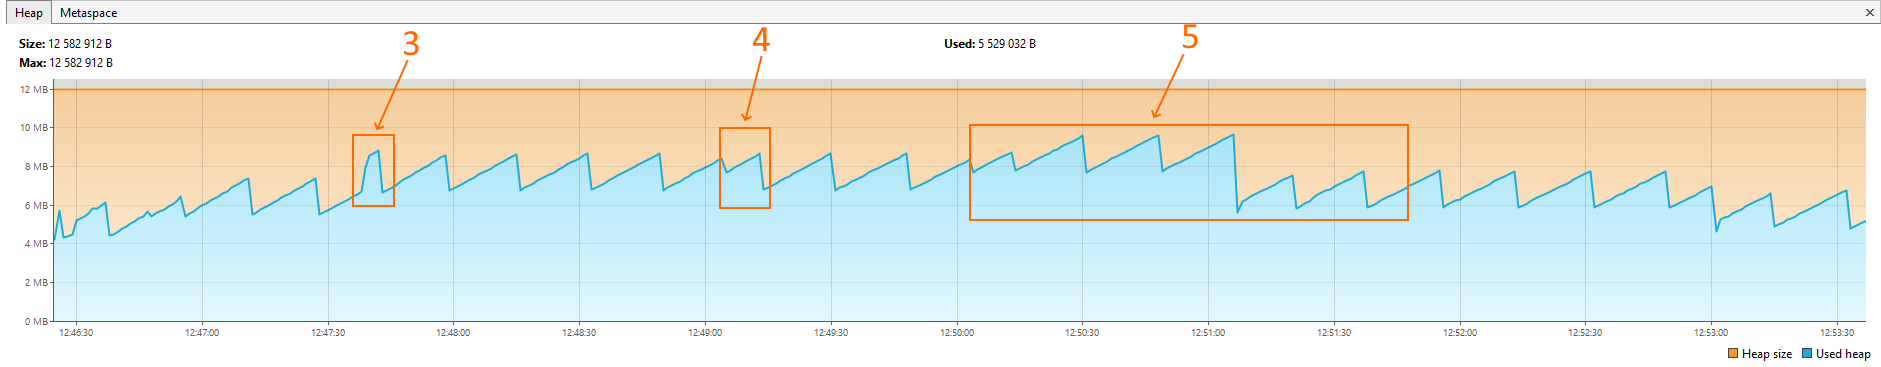 Heap Metaspace ×
3 4 5
Size: 12 582 912 B Used: 5 529 032 B
Max: 12 582 912 B
12 MB
10 MB
8 MB
6 MB
4 MB
2 MB
0 MB
12:46:30 12:47:00 12:47:30 12:48:00 12:48:30 12:49:00 12:49:30 12:50:00 12:50:30 12:51:00 12:51:30 12:52:00 12:52:30 12:53:00 12:53:30
Heap size Used heap